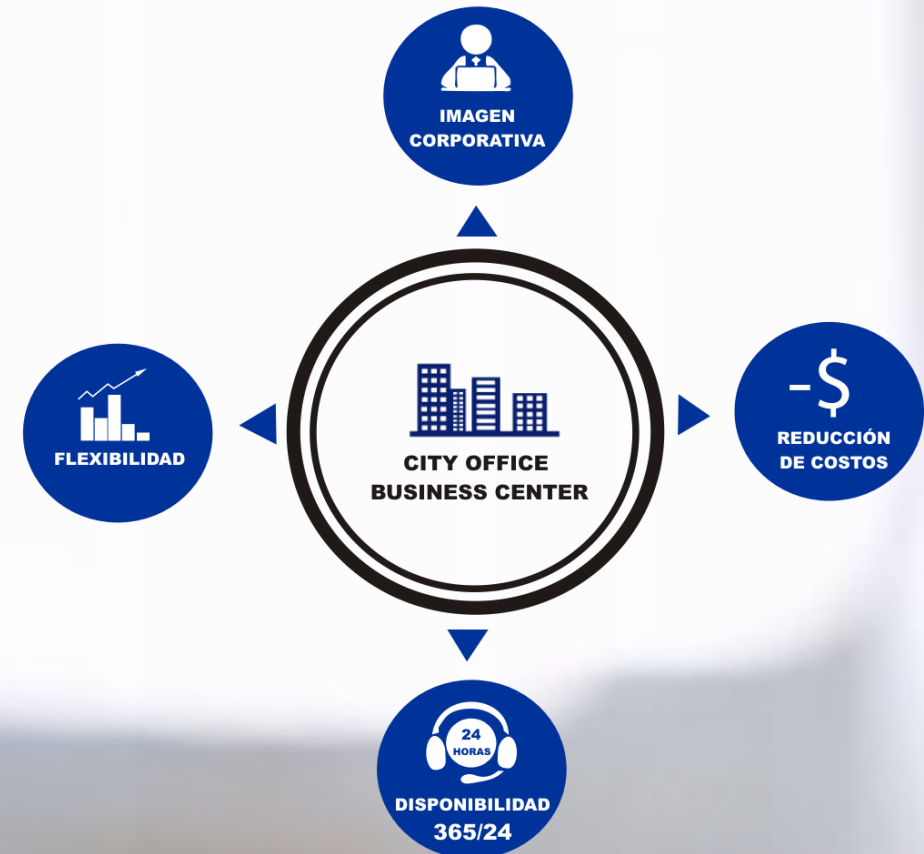 IMAGEN
CORPORATIVA
-$
REDUCCIÓN
DE COSTOS
FLEXIBILIDAD
CITY OFFICE
BUSINESS CENTER
24
HORAS
DISPONIBILIDAD
365/24